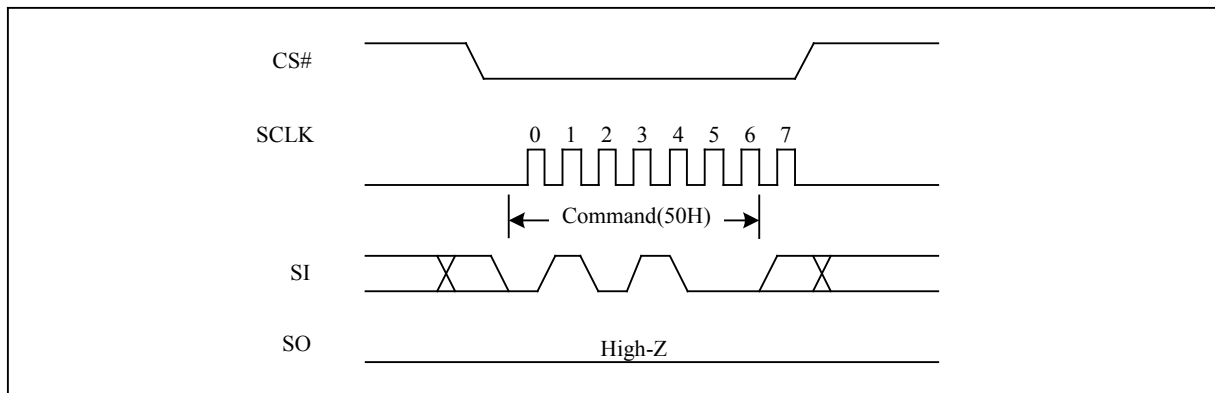 CS#
SCLK
0 1 2 3 4 5 6 7
Command(50H)
SI
SO
High-Z